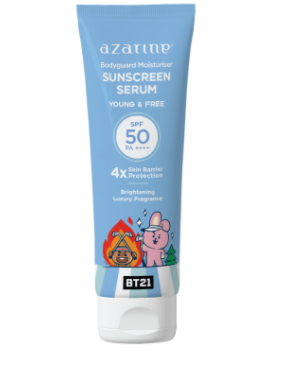 azarine
Bodyguard Moisturiser
SUNSCREEN
SERUM
YOUNG & FREE
SPF
50
PA ++++
4x Skin Barrier
Protection
Brightening
Luxury Fragrance
BT21